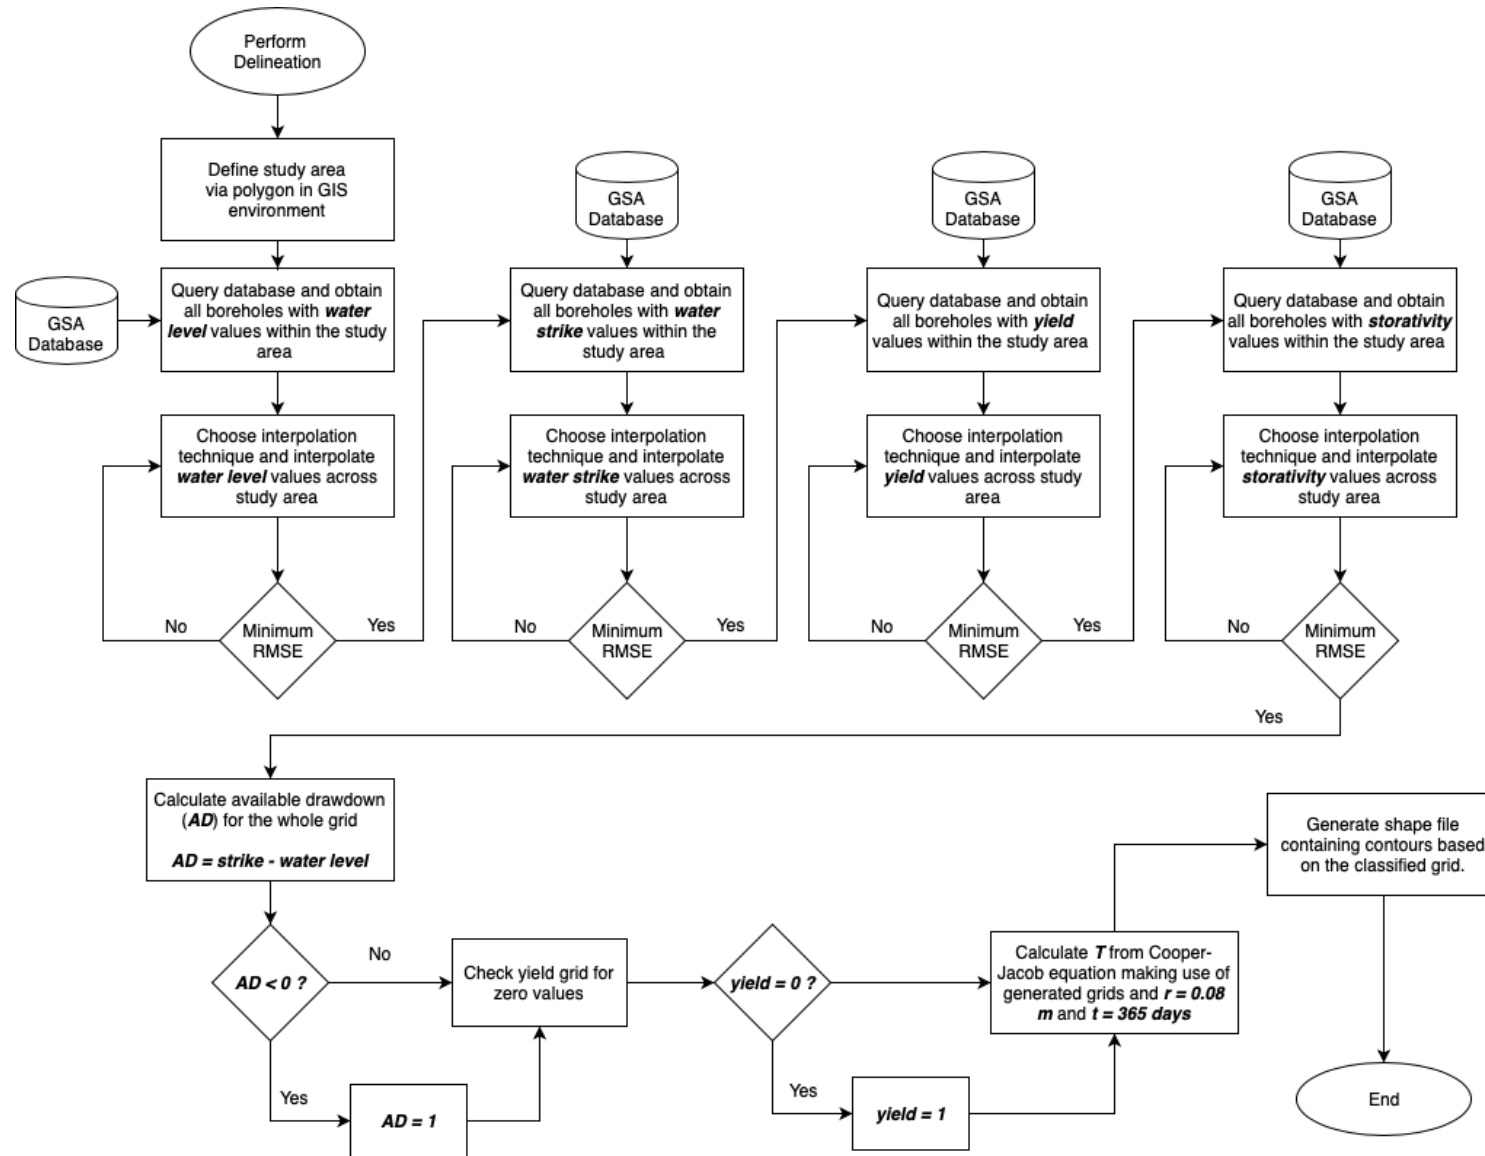 Perform
Delineation
Define study area
via polygon in GIS
environment
GSA
Database
GSA
Database
GSA
Database
GSA
Database
Query database and obtain
all boreholes with water
level values within the study
area
Query database and obtain
all boreholes with water
strike values within the
study area
Query database and obtain
all boreholes with yield
values within the study area
Query database and obtain
all boreholes with storativity
values within the study area
Choose interpolation
technique and interpolate
water level values across
study area
Choose interpolation
technique and interpolate
water strike values across
study area
Choose interpolation
technique and interpolate
yield values across study
area
Choose interpolation
technique and interpolate
storativity values across
study area
No
Minimum
RMSE
Yes
No
Minimum
RMSE
Yes
No
Minimum
RMSE
Yes
No
Minimum
RMSE
Yes
Calculate available drawdown
(AD) for the whole grid
AD = strike - water level
AD < 0 ?
No
Yes
AD = 1
Check yield grid for
zero values
yield = 0 ?
Yes
yield = 1
Calculate T from Cooper-
Jacob equation making use of
generated grids and r = 0.08
m and t = 365 days
Generate shape file
containing contours based
on the classified grid.
End